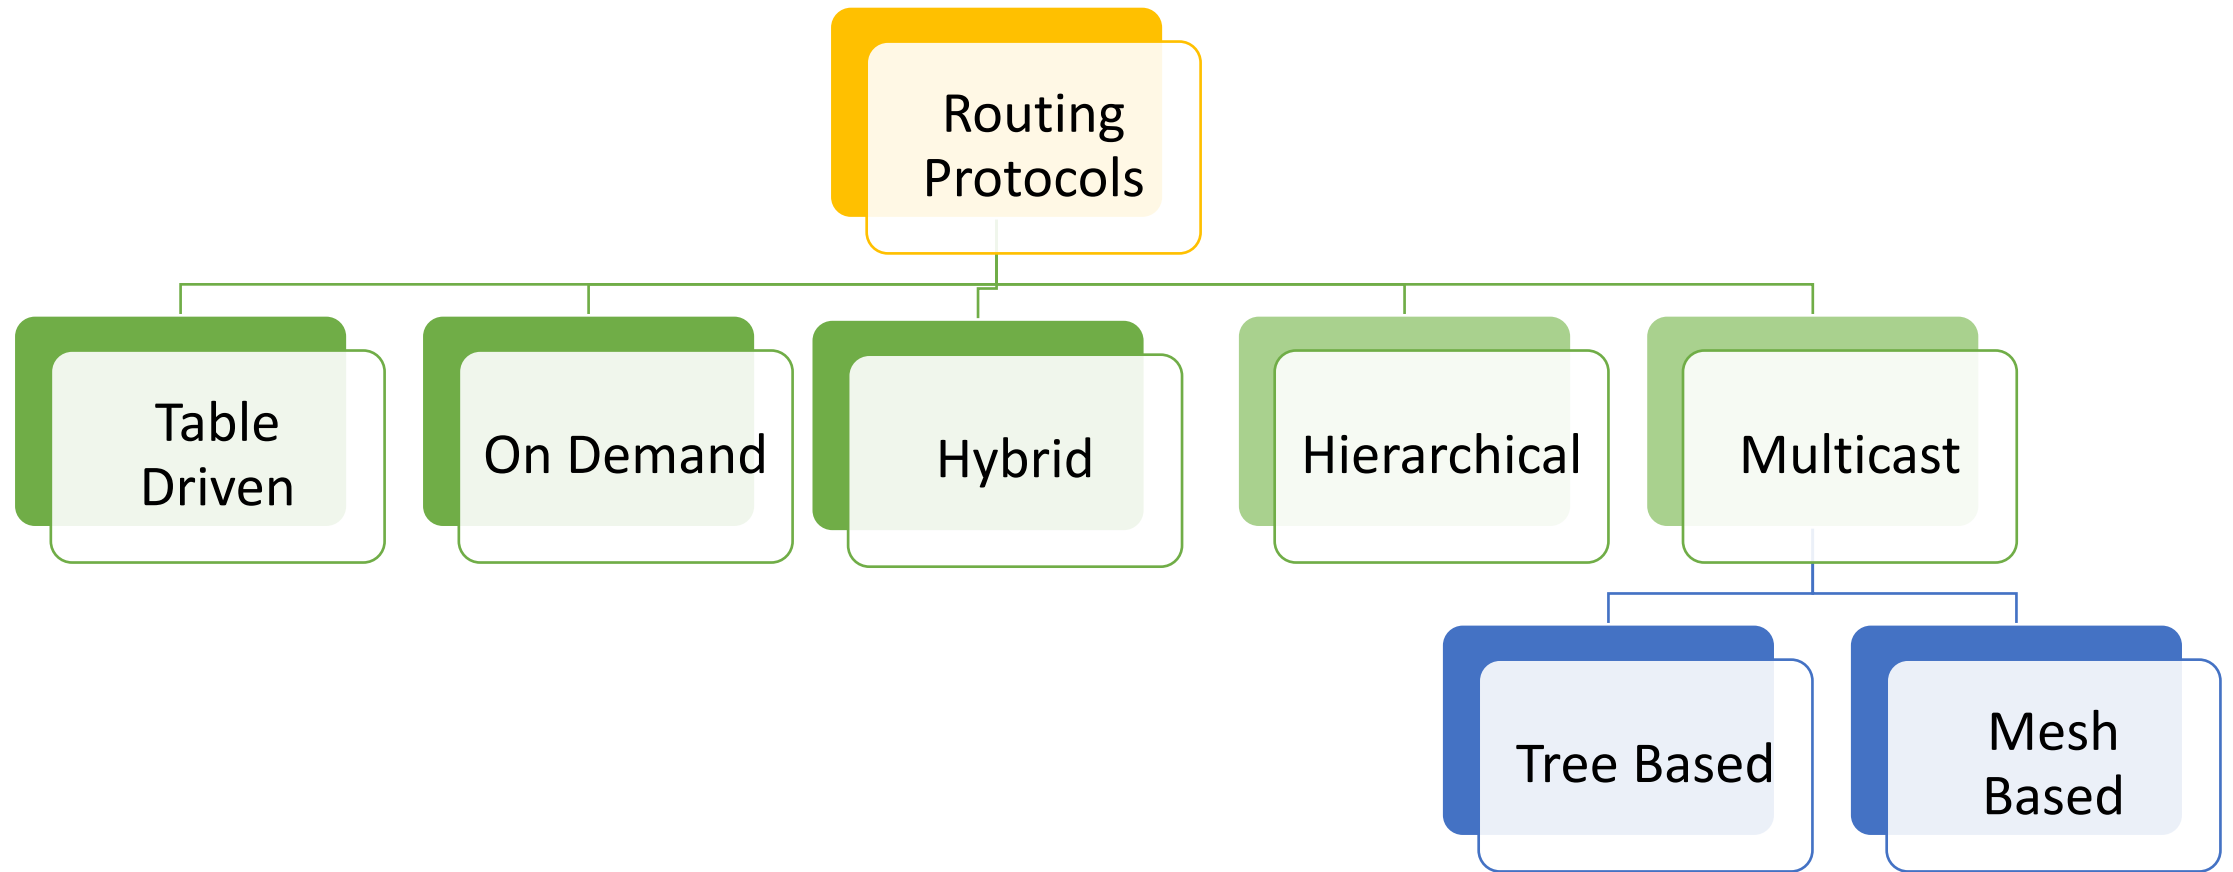 Routing
Protocols
Table
Driven
On Demand
Hybrid
Hierarchical
Multicast
Tree Based
Mesh
Based